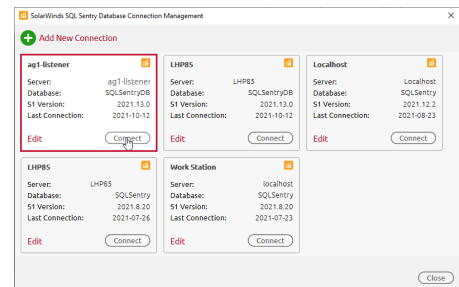 SolarWinds SQL Sentry Database Connection Management
Add New Connection
ag1-listener
Server: ag1-listener
Database: SQLSentryDB
S1 Version: 2021.13.0
Last Connection: 2021-10-12
Edit Connect
LHP85
Server: LHP85
Database: SQLSentryDB
S1 Version: 2021.13.0
Last Connection: 2021-10-12
Edit Connect
Localhost
Server: Localhost
Database: SQLSentry
S1 Version: 2021.12.2
Last Connection: 2021-08-23
Edit Connect
LHP85
Server: LHP85
Database: SQLSentry
S1 Version: 2021.8.20
Last Connection: 2021-07-26
Edit Connect
Work Station
Server: localhost
Database: SQLSentry
S1 Version: 2021.8.20
Last Connection: 2021-07-23
Edit Connect
Close